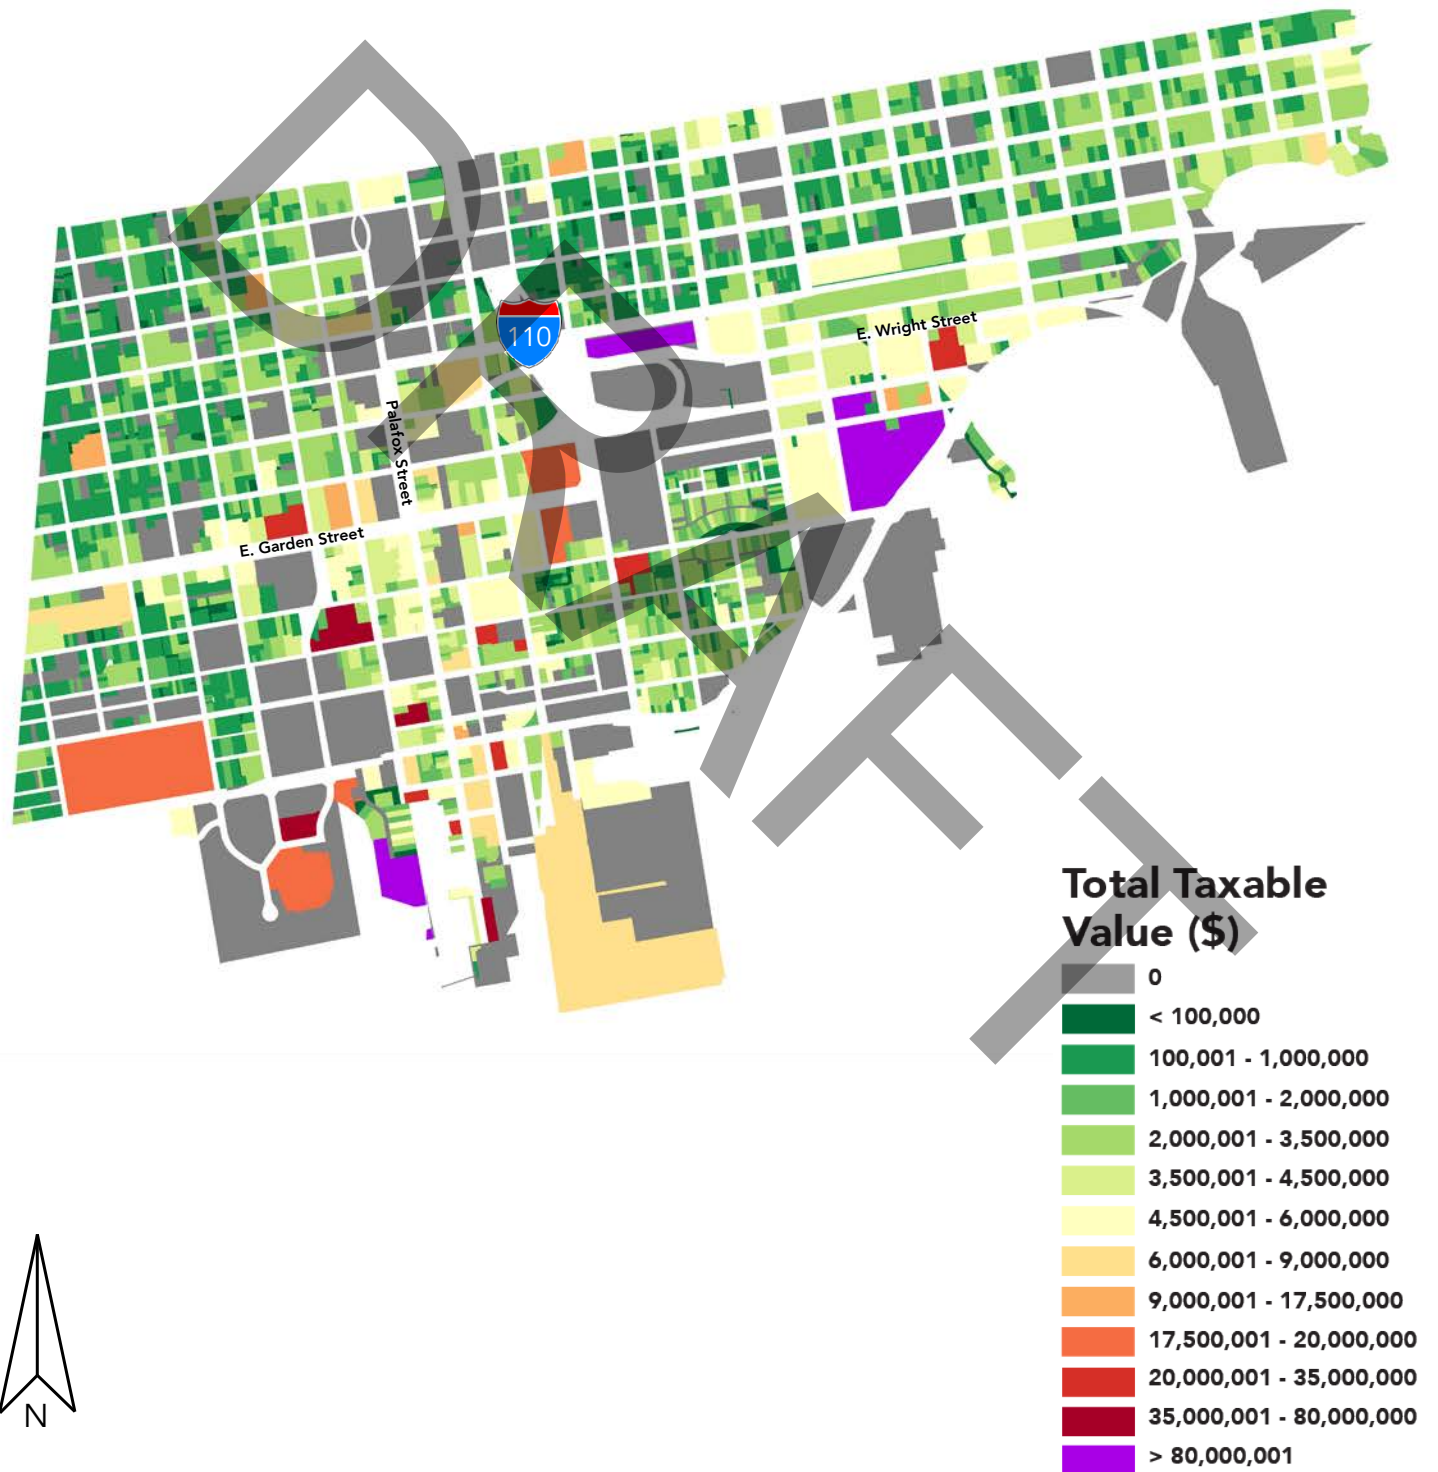 DRAFT
110
E. Wright Street
Palafox Street
E. Garden Street
Total Taxable
Value ($)
0
< 100,000
100,001 - 1,000,000
1,000,001 - 2,000,000
2,000,001 - 3,500,000
3,500,001 - 4,500,000
4,500,001 - 6,000,000
6,000,001 - 9,000,000
9,000,001 - 17,500,000
17,500,001 - 20,000,000
20,000,001 - 35,000,000
35,000,001 - 80,000,000
> 80,000,001
N